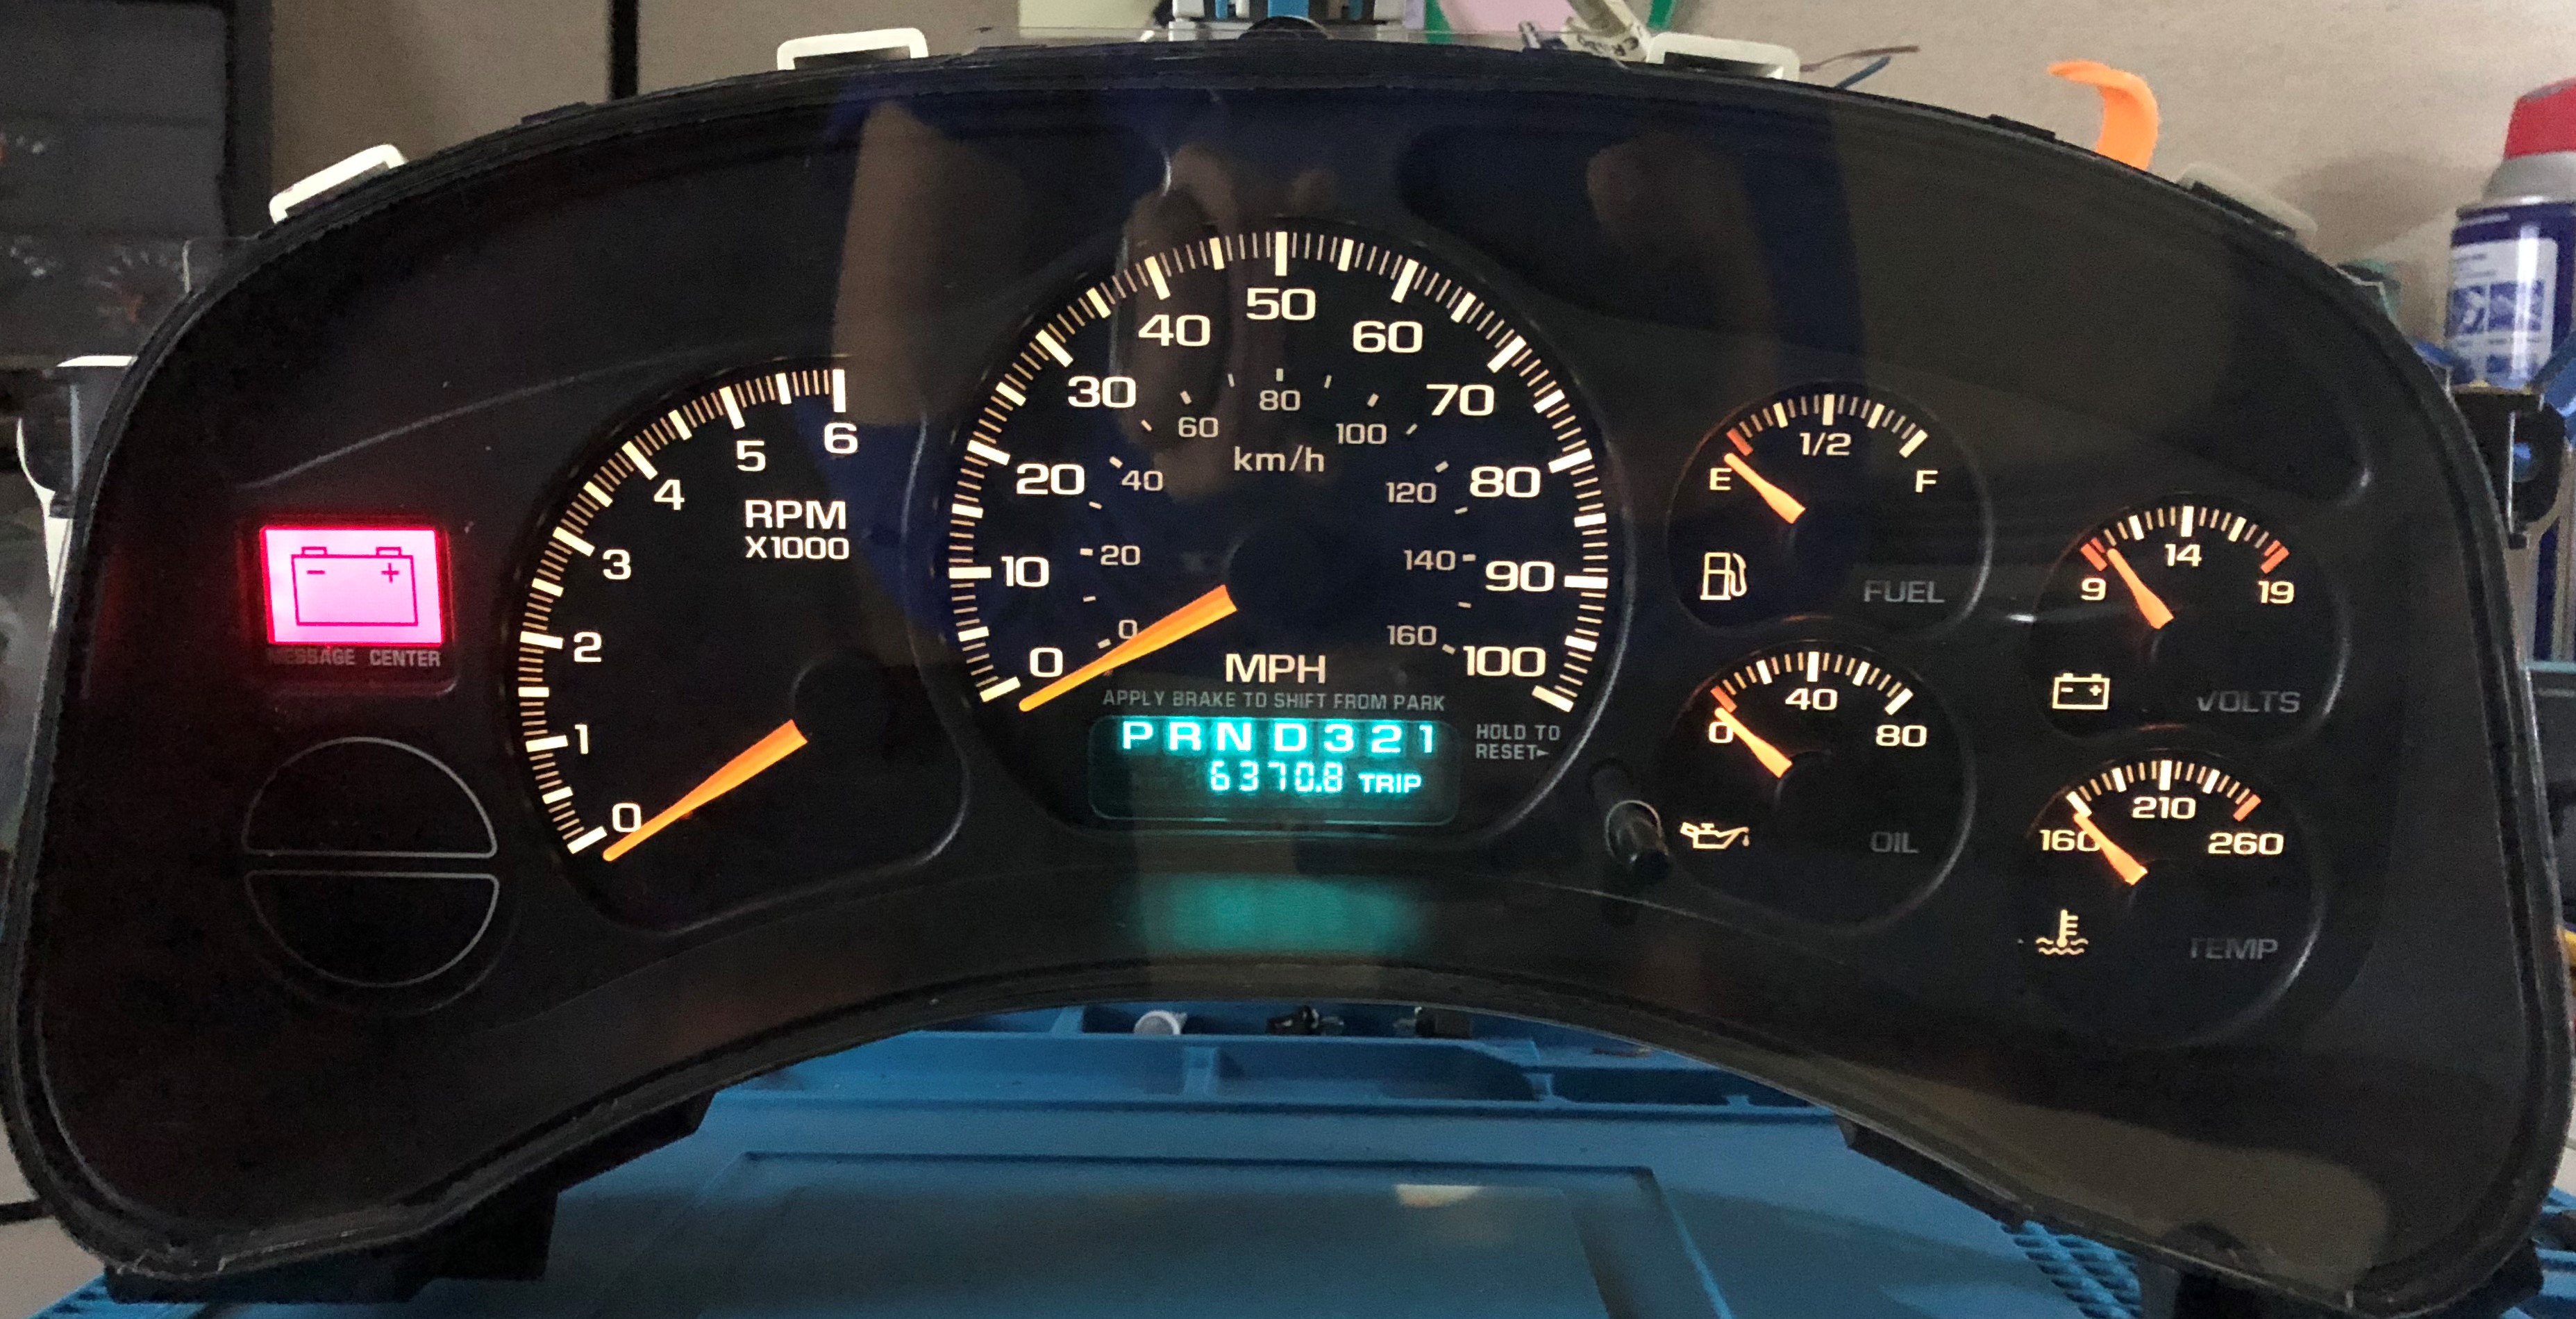 MESSAGE CENTER
0
1
2
3
4
5
6
RPM
X1000
0
10
20
30
40
50
60
70
80
90
100
0
20
40
60
80
100
120
140
160
km/h
MPH
APPLY BRAKE TO SHIFT FROM PARK
PRND321
6370.8 TRIP
HOLD TO
RESET
E
1/2
F
FUEL
9
14
19
VOLTS
0
40
80
OIL
160
210
260
TEMP